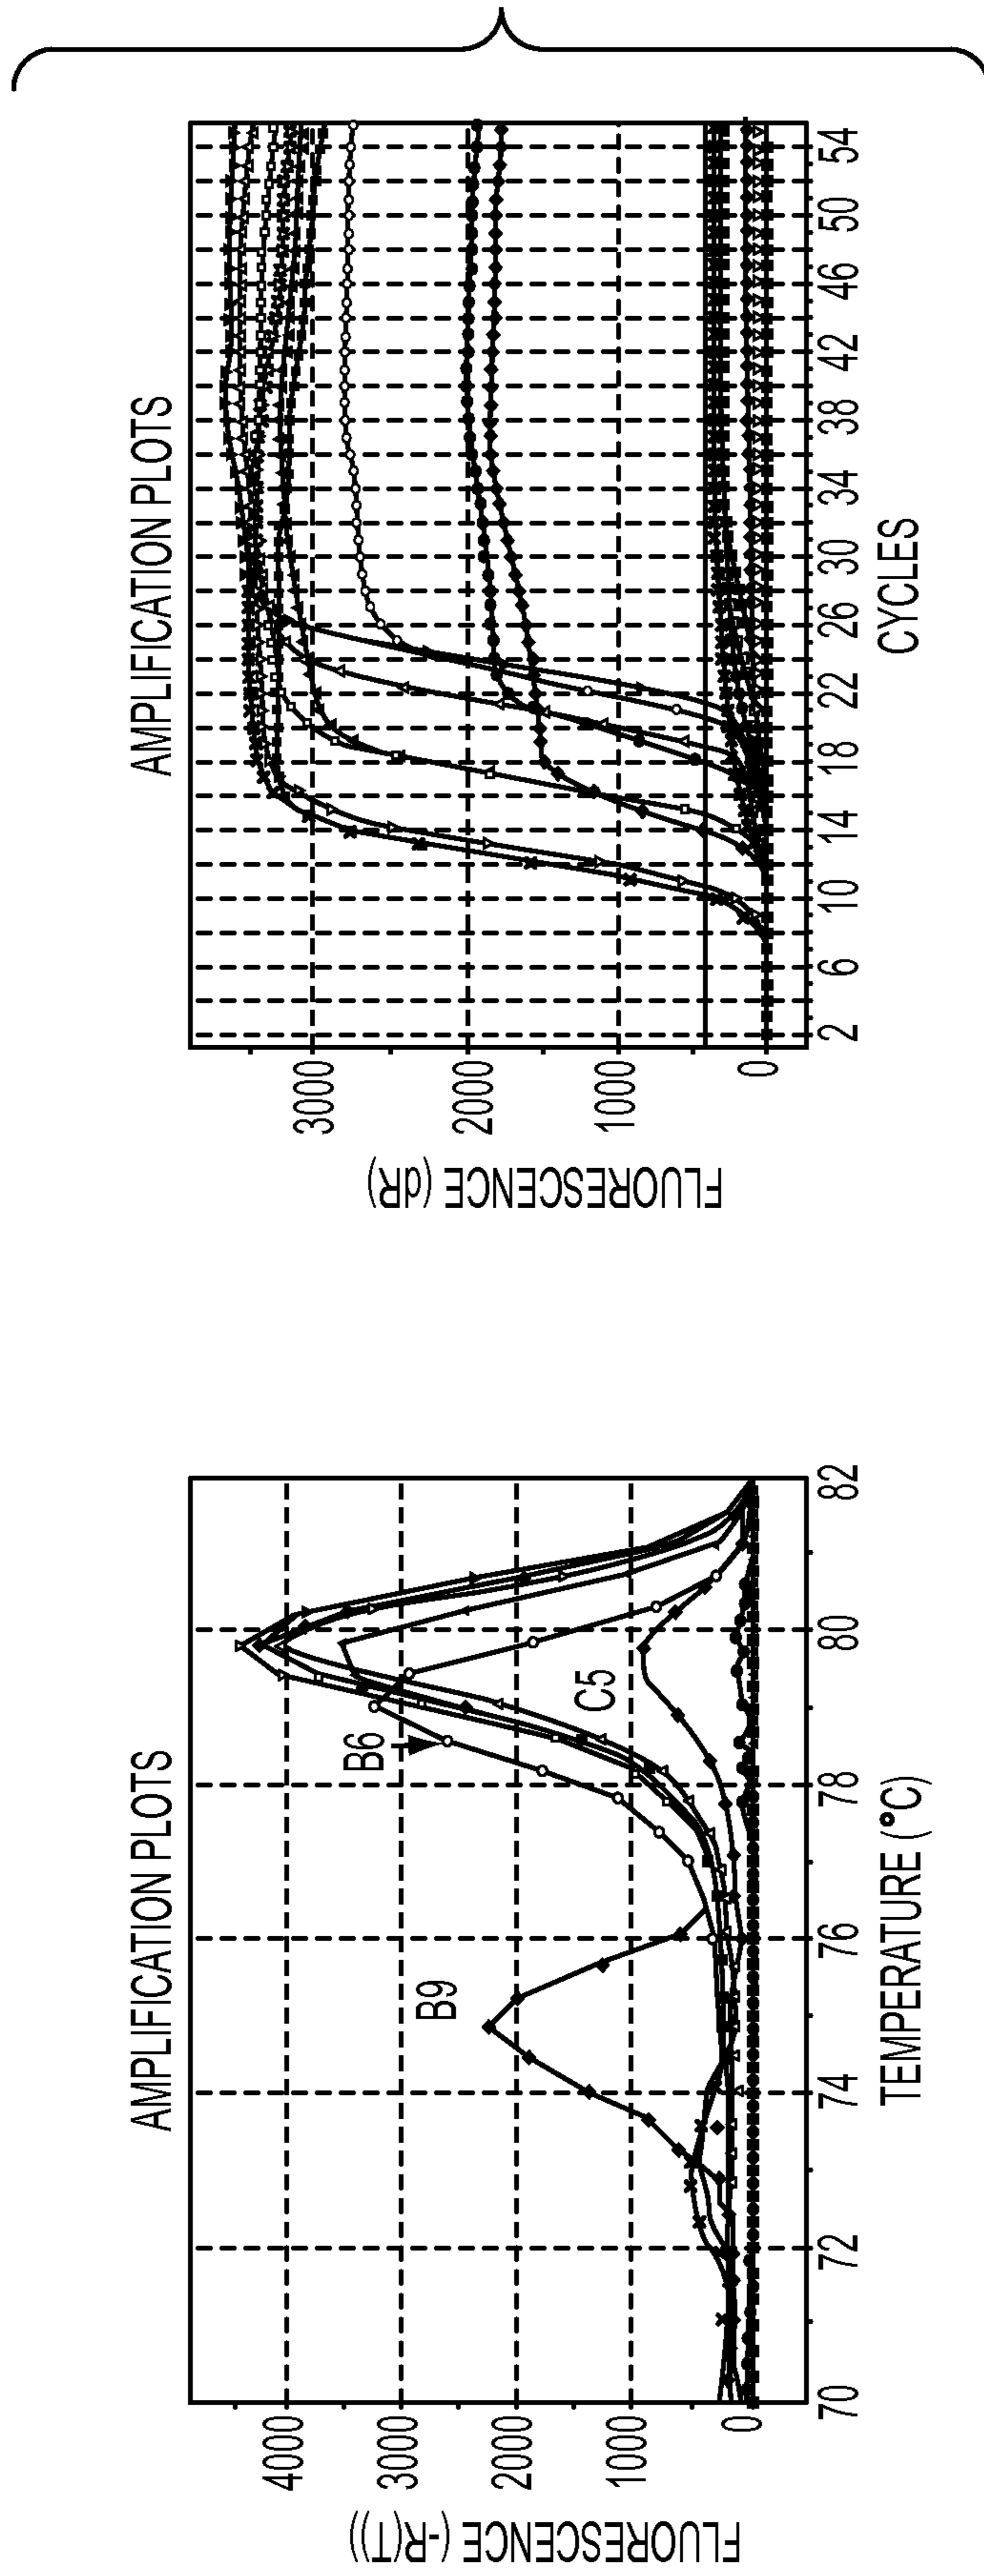 AMPLIFICATION PLOTS
FLUORESCENCE (-R(T))
4000
3000
2000
1000
0
B9
B6
C5
70 72 74 76 78 80 82
TEMPERATURE (°C)
AMPLIFICATION PLOTS
FLUORESCENCE (dR)
3000
2000
1000
0
2 6 10 14 18 22 26 30 34 38 42 46 50 54
CYCLES